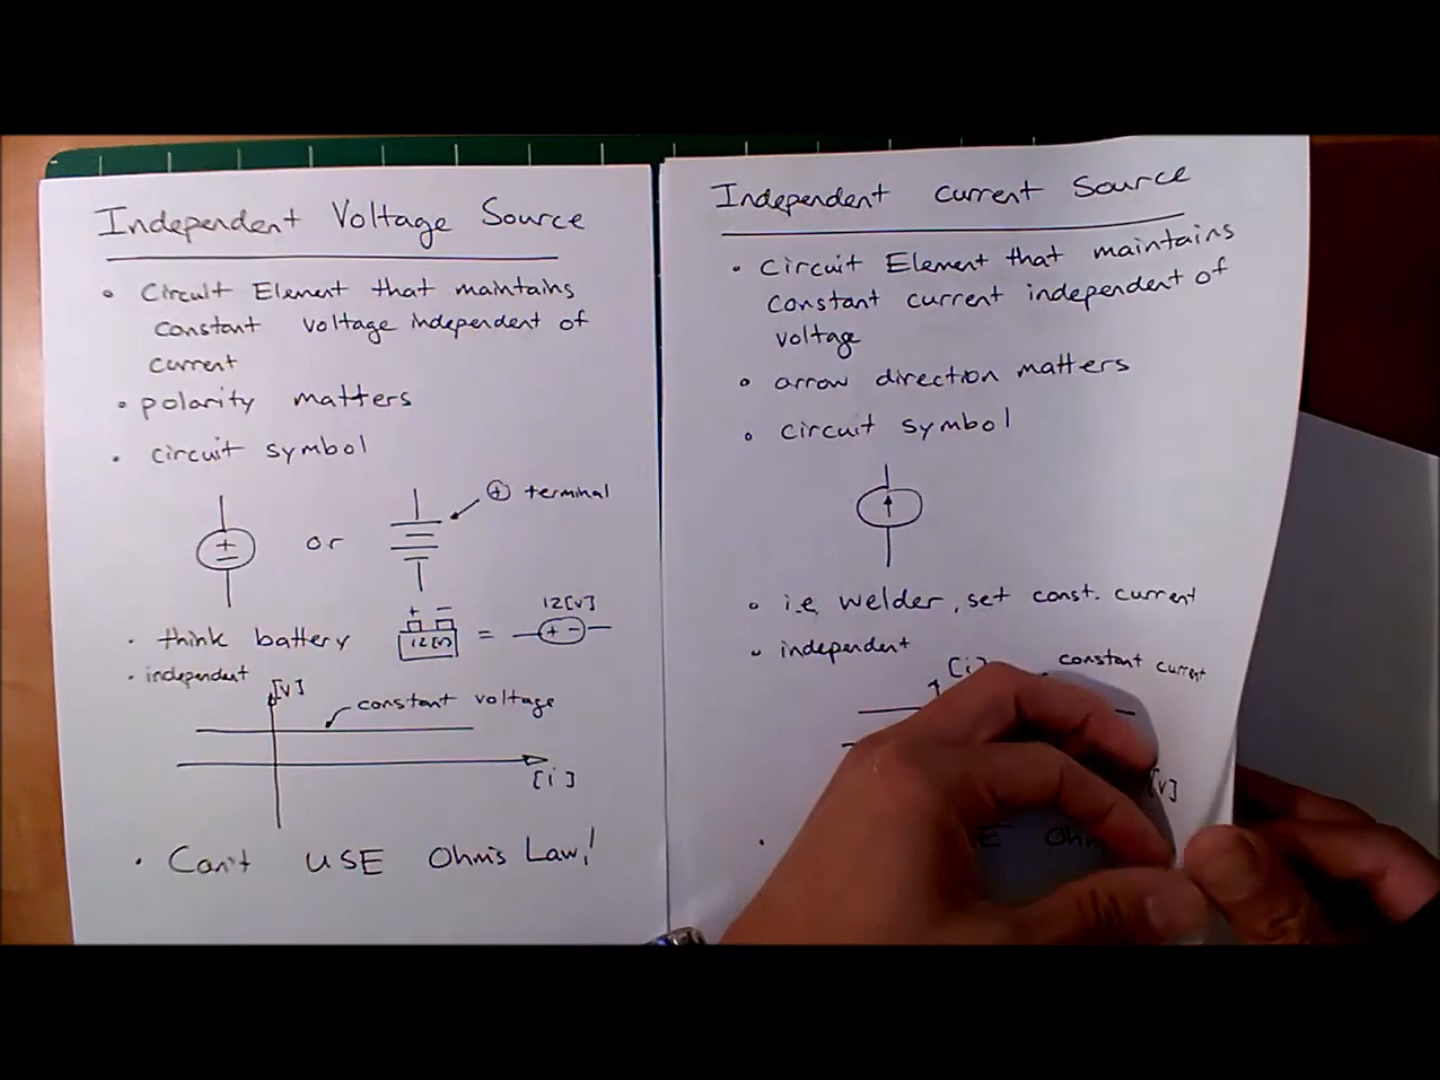 Independent Voltage Source
• Circuit Element that maintains
constant voltage independent of
current
• polarity matters
• circuit symbol
+ terminal
+
-
or
+ -
12[V]
12[V]
=
+ -
• think battery
• independent
[V]
constant voltage
[i]
• Can't USE Ohm's Law!
Independent current Source
• Circuit Element that maintains
constant current independent of
voltage
• arrow direction matters
• circuit symbol
• i.e. welder, set const. current
• independent
[i]
constant current
[V]
•